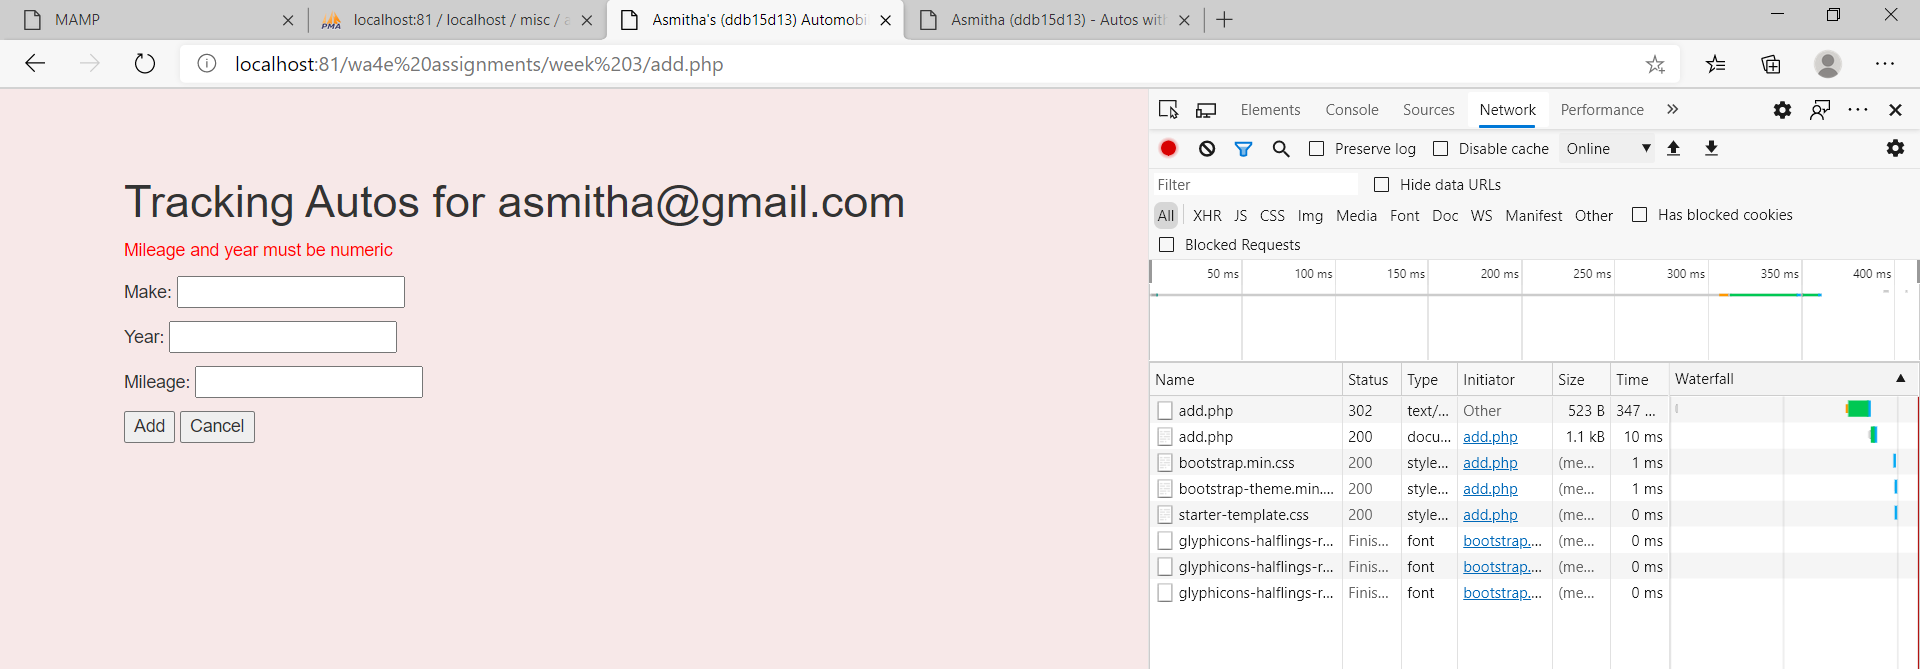 MAMP
localhost:81 / localhost / misc / a
Asmitha's (ddb15d13) Automobi
Asmitha (ddb15d13) - Autos wit
localhost:81/wa4e%20assignments/week%203/add.php
Tracking Autos for asmitha@gmail.com
Mileage and year must be numeric
Make:
Year:
Mileage:
Add Cancel
Elements Console Sources Network Performance
Preserve log Disable cache Online
Filter Hide data URLs
All XHR JS CSS Img Media Font Doc WS Manifest Other Has blocked cookies
Blocked Requests
50 ms 100 ms 150 ms 200 ms 250 ms 300 ms 350 ms 400 ms
Name Status Type Initiator Size Time Waterfall
add.php 302 text/... Other 523 B 347 ...
add.php 200 docu... add.php 1.1 kB 10 ms
bootstrap.min.css 200 style... add.php (me... 1 ms
bootstrap-theme.min.... 200 style... add.php (me... 1 ms
starter-template.css 200 style... add.php (me... 0 ms
glyphicons-halflings-r... Finis... font bootstrap.... (me... 0 ms
glyphicons-halflings-r... Finis... font bootstrap.... (me... 0 ms
glyphicons-halflings-r... Finis... font bootstrap.... (me... 0 ms